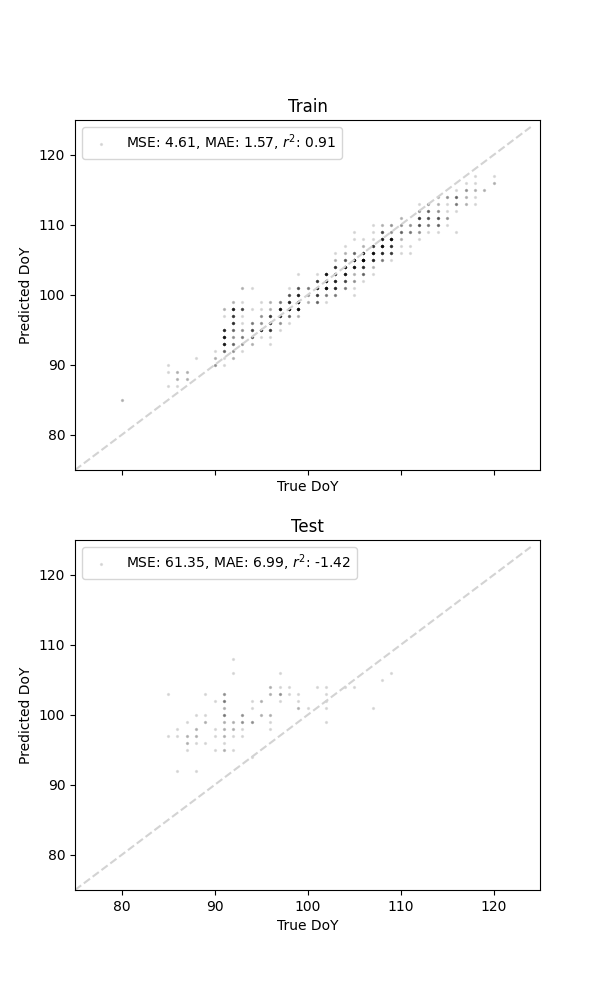 Train
MSE: 4.61, MAE: 1.57, r²: 0.91
120
110
100
90
80
Predicted DoY
True DoY
Test
MSE: 61.35, MAE: 6.99, r²: -1.42
120
110
100
90
80
Predicted DoY
80 90 100 110 120
True DoY